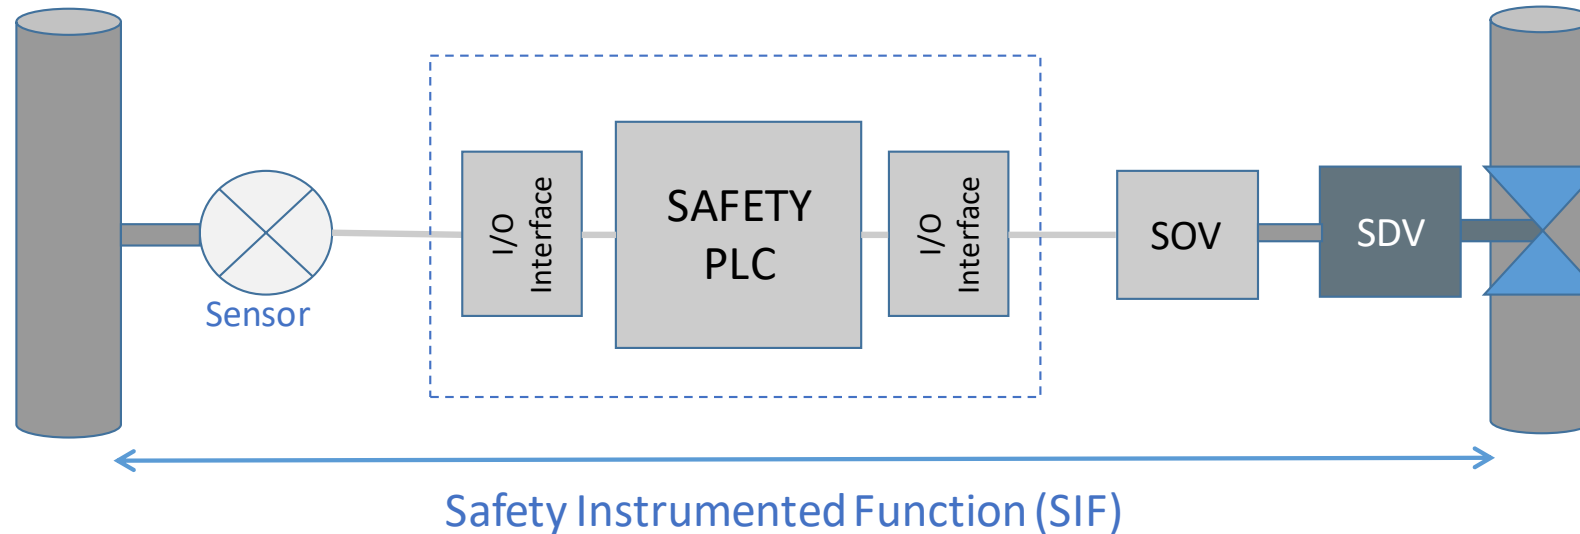 Sensor
I/O
Interface
SAFETY
PLC
I/O
Interface
SOV
SDV
Safety Instrumented Function (SIF)